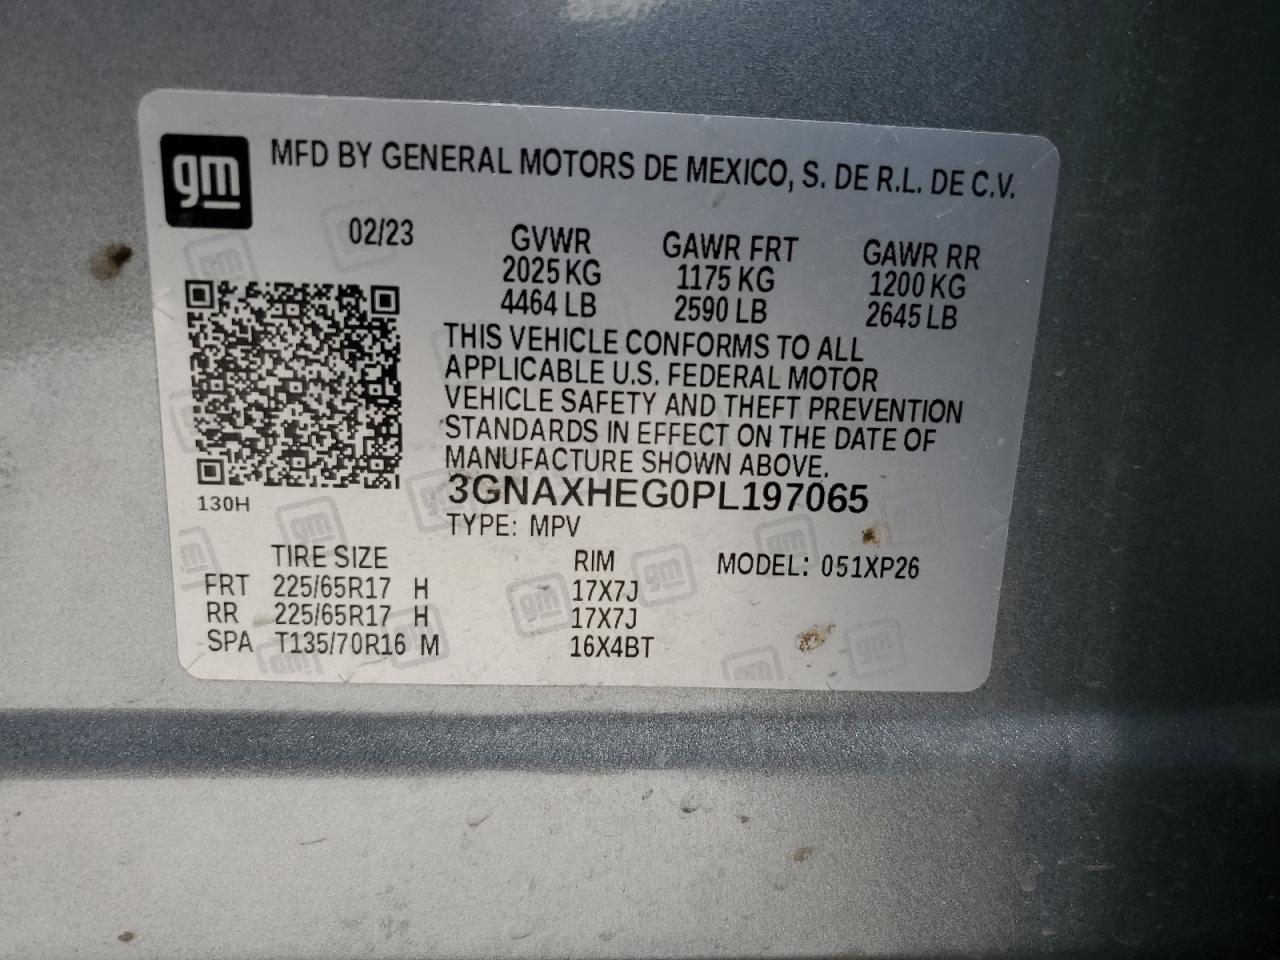 gm
MFD BY GENERAL MOTORS DE MEXICO, S. DE R.L. DE C.V.
02/23 GVWR GAWR FRT GAWR RR
2025 KG 1175 KG 1200 KG
4464 LB 2590 LB 2645 LB
THIS VEHICLE CONFORMS TO ALL
APPLICABLE U.S. FEDERAL MOTOR
VEHICLE SAFETY AND THEFT PREVENTION
STANDARDS IN EFFECT ON THE DATE OF
MANUFACTURE SHOWN ABOVE.
130H
3GNAXHEG0PL197065
TYPE: MPV
TIRE SIZE RIM MODEL: 051XP26
FRT 225/65R17 H 17X7J
RR 225/65R17 H 17X7J
SPA T135/70R16 M 16X4BT